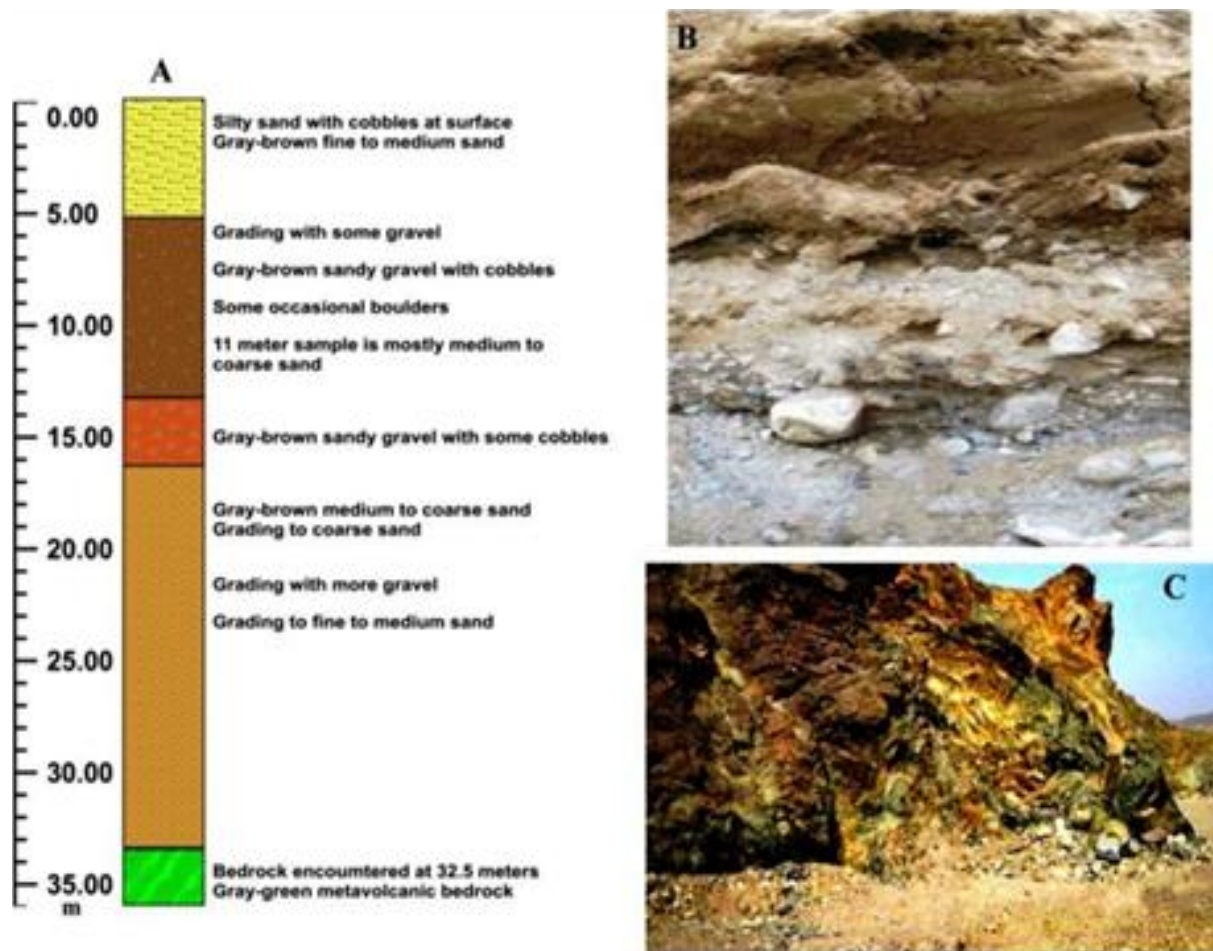 A
0.00
Silty sand with cobbles at surface
Gray-brown fine to medium sand
5.00
Grading with some gravel
Gray-brown sandy gravel with cobbles
Some occasional boulders
10.00
11 meter sample is mostly medium to
coarse sand
15.00
Gray-brown sandy gravel with some cobbles
Gray-brown medium to coarse sand
Grading to coarse sand
20.00
Grading with more gravel
Grading to fine to medium sand
25.00
30.00
Bedrock encountered at 32.5 meters
35.00
Gray-green metavolcanic bedrock
m
B
C